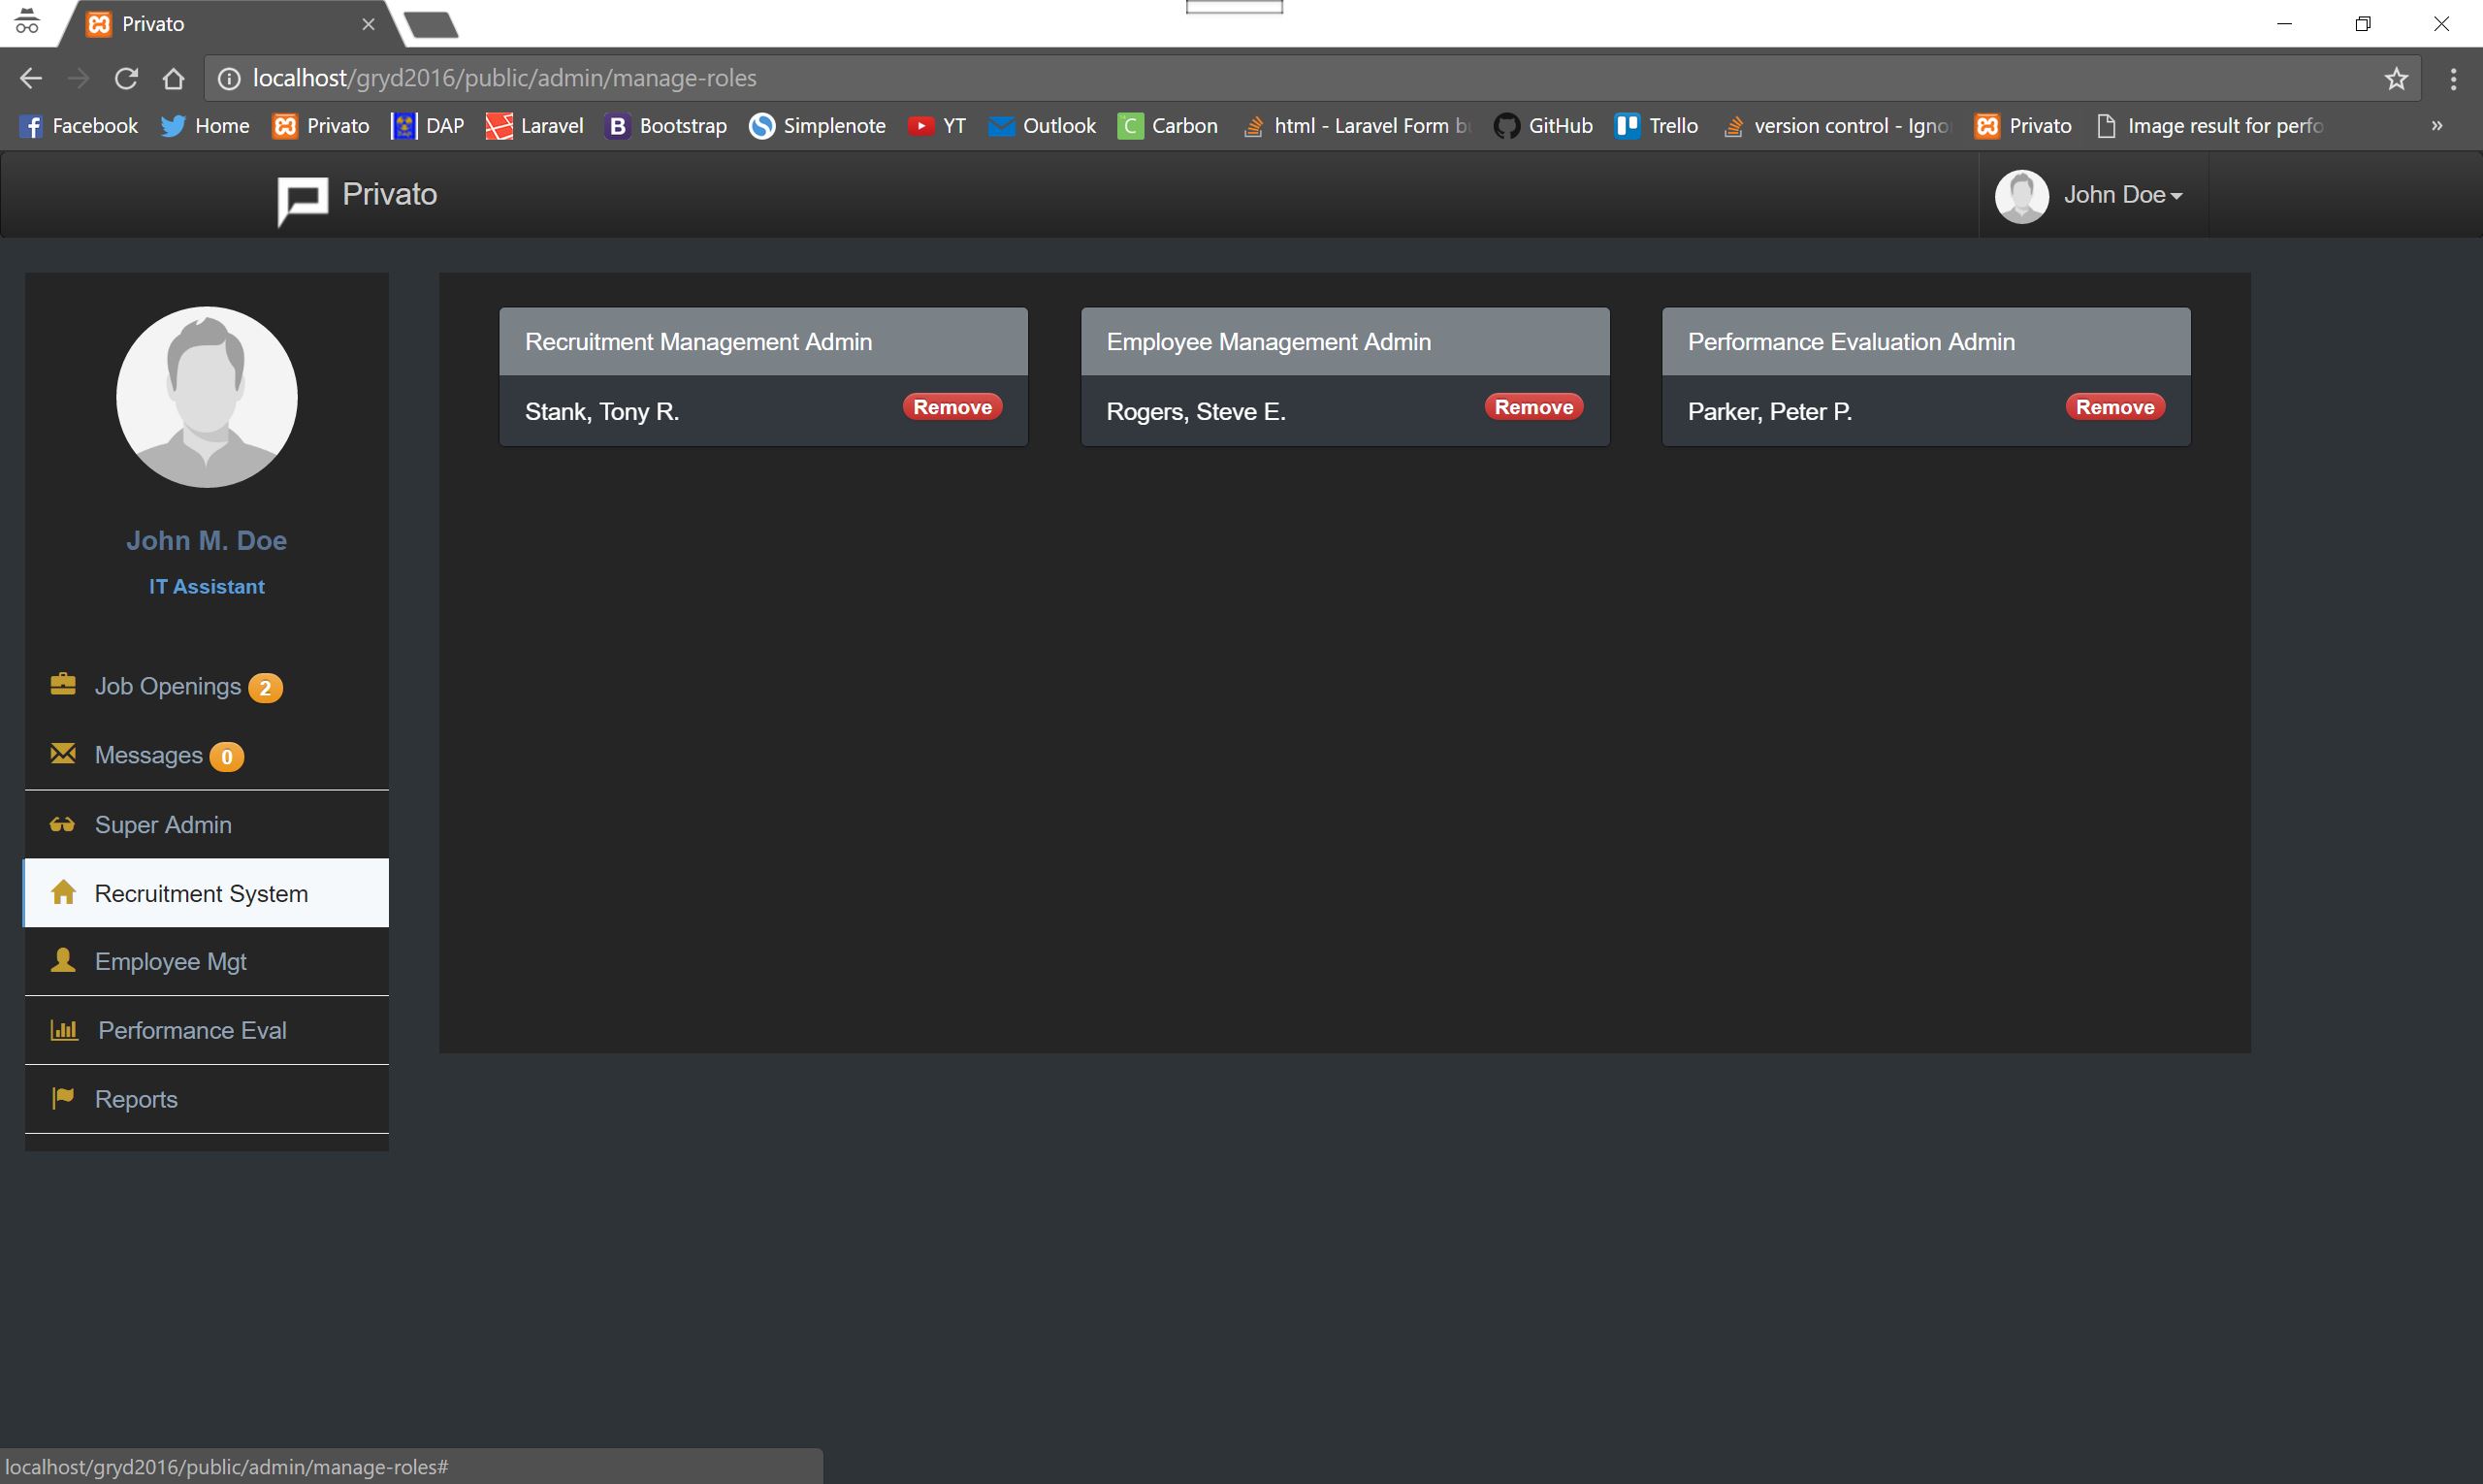 Privato
localhost/gryd2016/public/admin/manage-roles
Facebook Home Privato DAP Laravel Bootstrap Simplenote YT Outlook Carbon html - Laravel Form GitHub Trello version control - Privato Image result for
Privato
John Doe
Recruitment Management Admin
Employee Management Admin
Performance Evaluation Admin
Stank, Tony R. Remove
Rogers, Steve E. Remove
Parker, Peter P. Remove
John M. Doe
IT Assistant
Job Openings 2
Messages 0
Super Admin
Recruitment System
Employee Mgt
Performance Eval
Reports
localhost/gryd2016/public/admin/manage-roles#